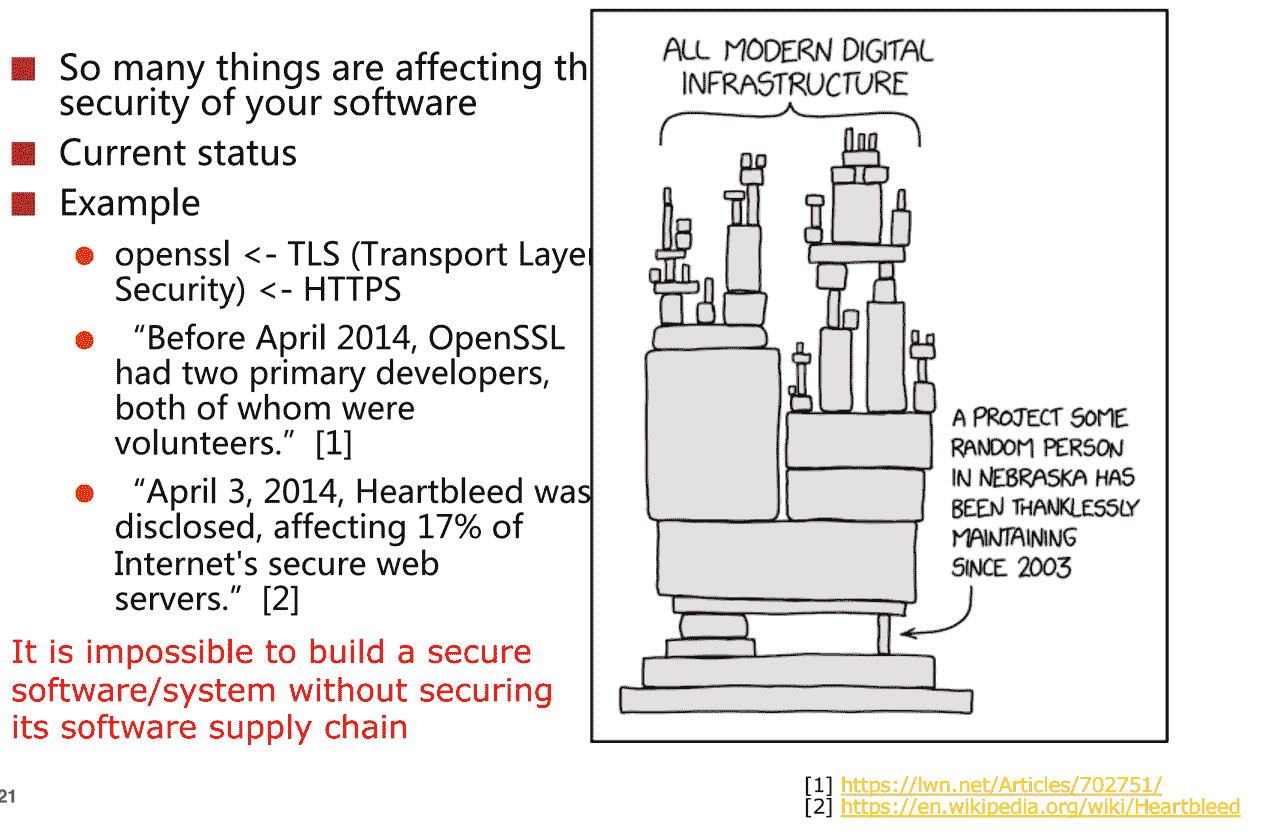 So many things are affecting th
security of your software
Current status
Example
openssl <- TLS (Transport Layer
Security) <- HTTPS
“Before April 2014, OpenSSL
had two primary developers,
both of whom were
volunteers.” [1]
“April 3, 2014, Heartbleed was
disclosed, affecting 17% of
Internet's secure web
servers.” [2]
It is impossible to build a secure
software/system without securing
its software supply chain
ALL MODERN DIGITAL
INFRASTRUCTURE
A PROJECT SOME
RANDOM PERSON
IN NEBRASKA HAS
BEEN THANKLESSLY
MAINTAINING
SINCE 2003
21
[1] https://lwn.net/Articles/702751/
[2] https://en.wikipedia.org/wiki/Heartbleed